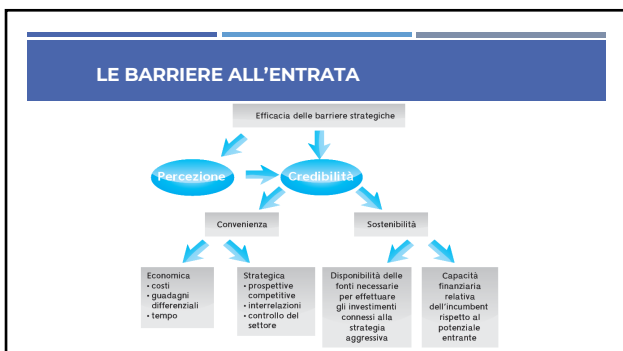 LE BARRIERE ALL'ENTRATA
Efficacia delle barriere strategiche
Percezione
Credibilità
Convenienza
Sostenibilità
Economica
• costi
• guadagni
differenziali
• tempo
Strategica
• prospettive
competitive
• interrelazioni
• controllo del
settore
Disponibilità delle
fonti necessarie
per effettuare
gli investimenti
connessi alla
strategia
aggressiva
Capacità
finanziaria
relativa
dell'incumbent
rispetto al
potenziale
entrante